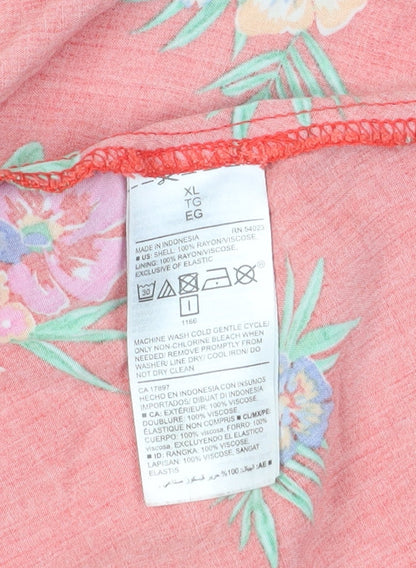 XL
TG
EG
MADE IN INDONESIA RN 54023
■ US: SHELL: 100% RAYON/VISCOSE.
LINING: 100% RAYON/VISCOSE,
EXCLUSIVE OF ELASTIC
30
1166
MACHINE WASH COLD GENTLE CYCLE/
ONLY NON-CHLORINE BLEACH WHEN
NEEDED/ REMOVE PROMPTLY FROM
WASHER/ LINE DRY/ COOL IRON/ DO
NOT DRY CLEAN
CA 17897
HECHO EN INDONESIA CON INSUMOS
IMPORTADOS/ DIBUAT DI INDONESIA
■ CA: EXTÉRIEUR: 100% VISCOSE.
DOUBLURE: 100% VISCOSE,
ÉLASTIQUE NON COMPRIS ■ CL/MX/PE:
CUERPO: 100% viscosa. FORRO: 100%
viscosa, EXCLUYENDO EL ELASTICO
■ ID: RANGKA: 100% VISCOSE.
LAPISAN: 100% VISCOSE, SANGAT
ELASTIS
■ AE: 100%